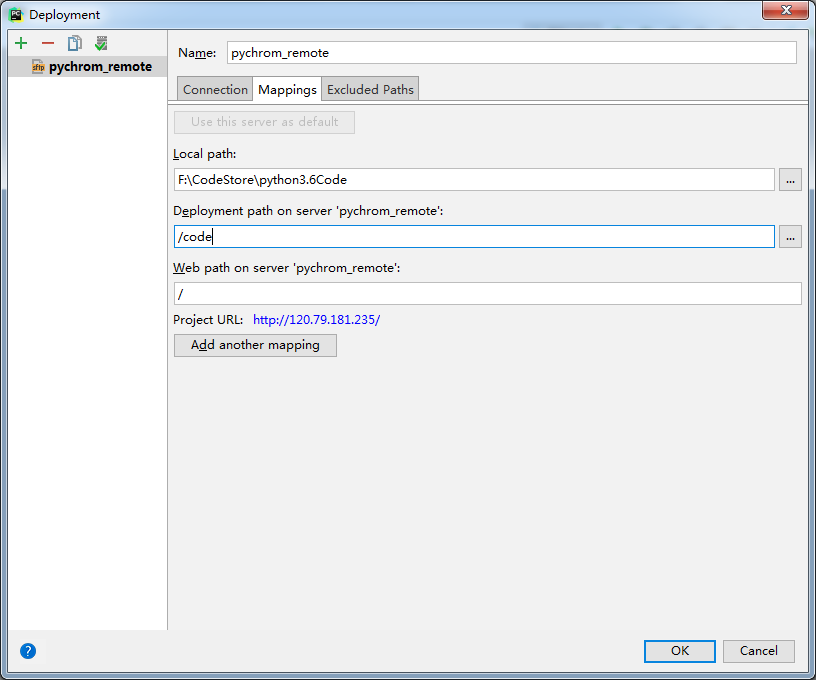 Deployment
sftp pychrom_remote
Name: pychrom_remote
Connection Mappings Excluded Paths
Use this server as default
Local path:
F:\CodeStore\python3.6Code ...
Deployment path on server 'pychrom_remote':
/code ...
Web path on server 'pychrom_remote':
/
Project URL: http://120.79.181.235/
Add another mapping
? OK Cancel